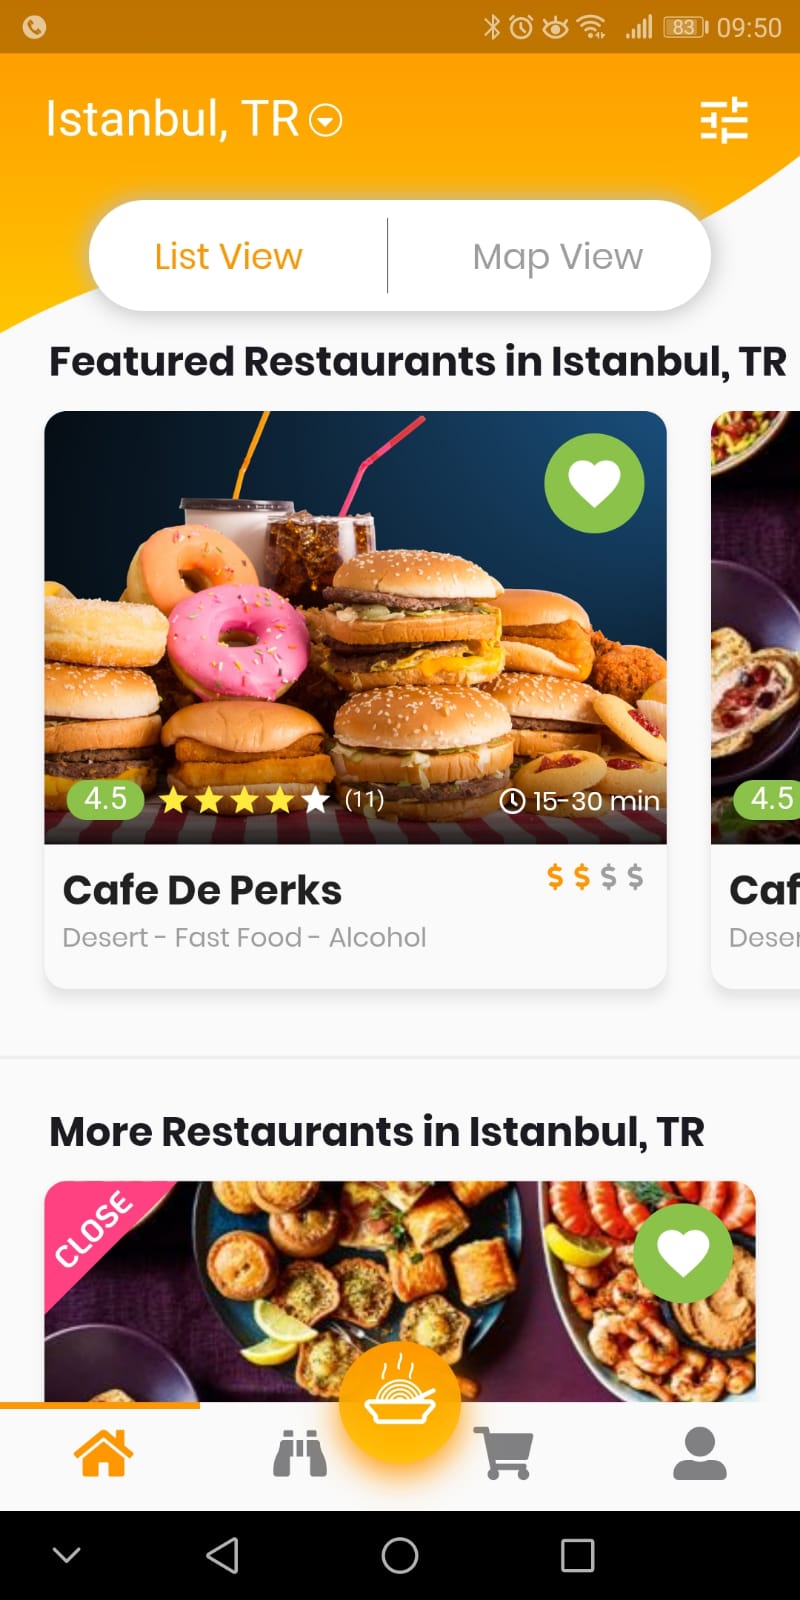 83 09:50
Istanbul, TR
List View
Map View
Featured Restaurants in Istanbul, TR
4.5 (11) 15-30 min
4.5
Cafe De Perks $ $ $ $
Caf
Desert - Fast Food - Alcohol
Deser
More Restaurants in Istanbul, TR
CLOSE